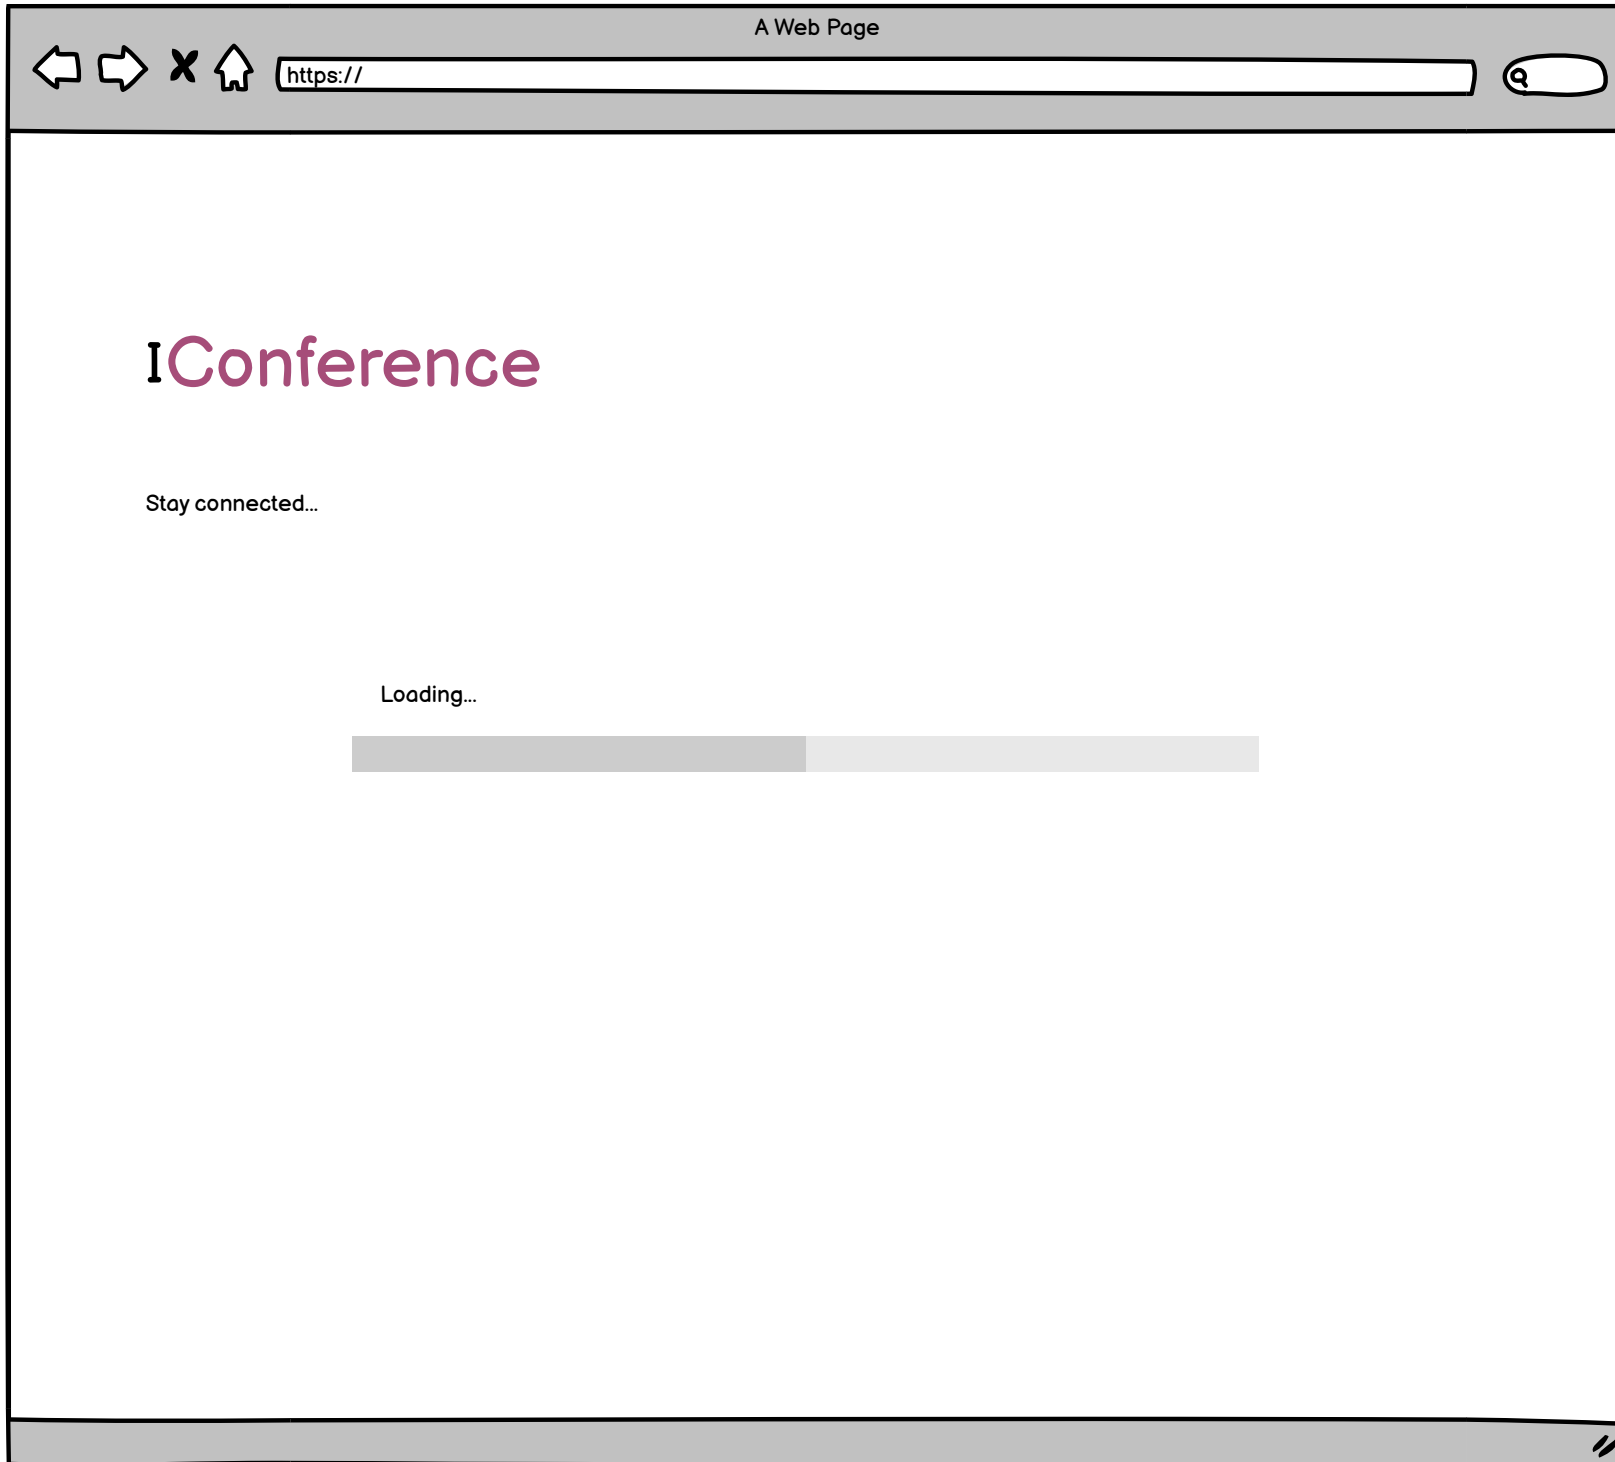 A Web Page
https://
IConference
Stay connected...
Loading...